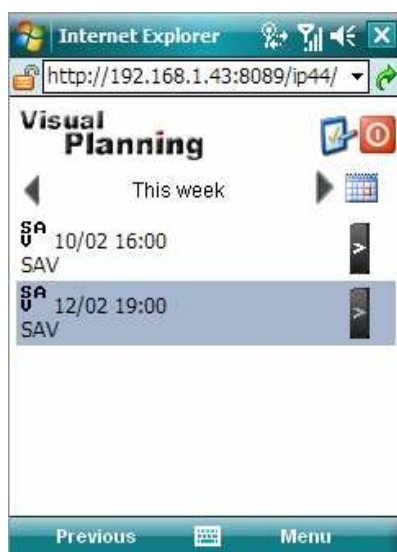 Internet Explorer
http://192.168.1.43:8089/ip44/
Visual
Planning
This week
SA
V 10/02 16:00
SAV
SA
V 12/02 19:00
SAV
Previous Menu